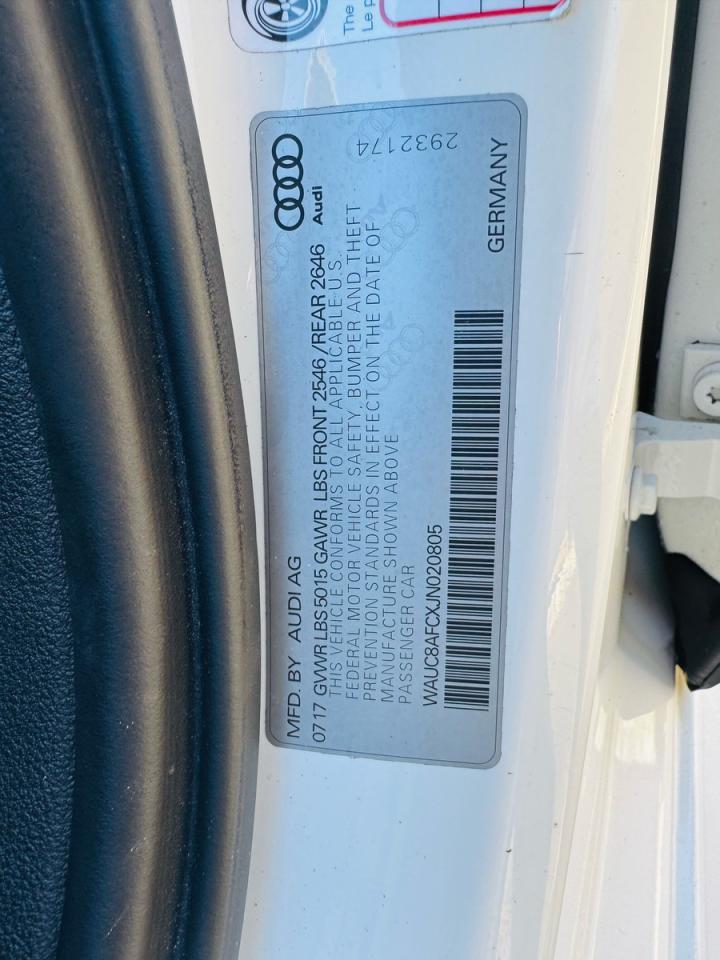 The
Le p
MFD. BY AUDI AG
Audi
2932174
0717 GVWR LBS 5015 GAWR LBS FRONT 2546 /REAR 2646
THIS VEHICLE CONFORMS TO ALL APPLICABLE U.S.
FEDERAL MOTOR VEHICLE SAFETY, BUMPER AND THEFT
PREVENTION STANDARDS IN EFFECT ON THE DATE OF
MANUFACTURE SHOWN ABOVE
PASSENGER CAR
WAUC8AFCXJN020805
GERMANY